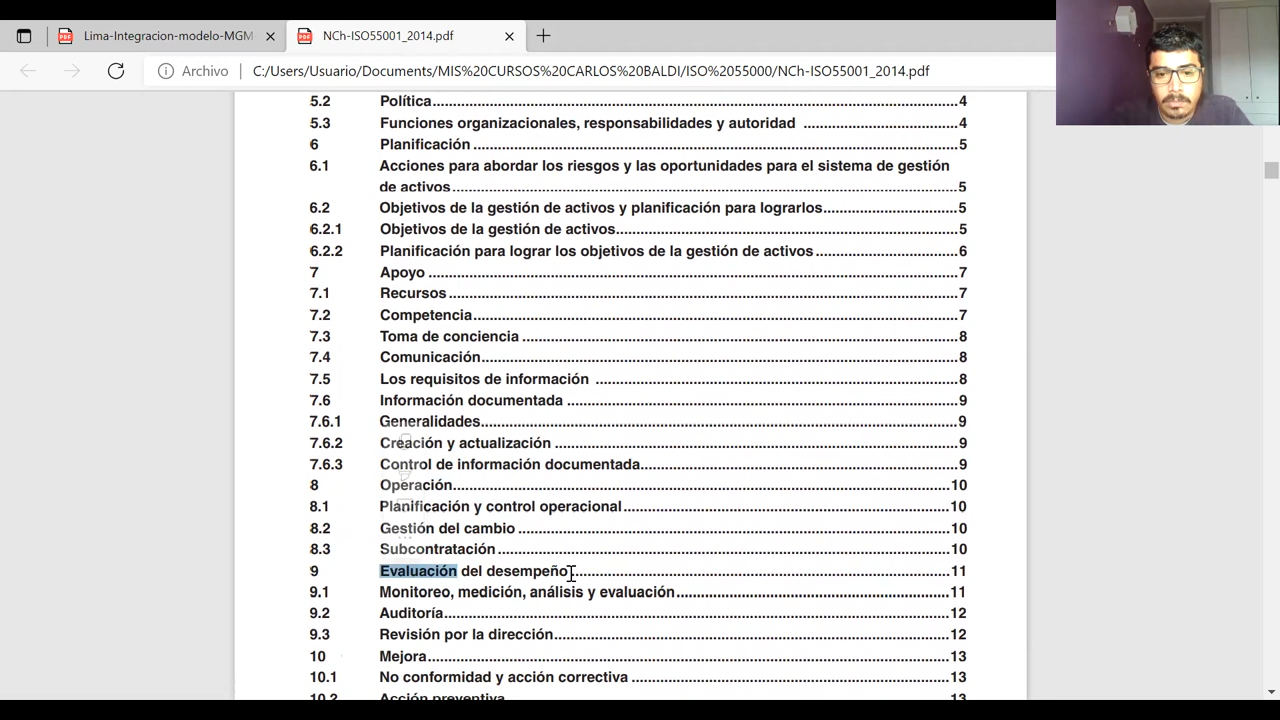 Lima-Integracion-modelo-MGM
NCh-ISO55001_2014.pdf
Archivo
C:/Users/Usuario/Documents/MIS%20CURSOS%20CARLOS%20BALDI/ISO%2055000/NCh-ISO55001_2014.pdf
5.2 Política 4
5.3 Funciones organizacionales, responsabilidades y autoridad 4
6 Planificación 5
6.1 Acciones para abordar los riesgos y las oportunidades para el sistema de gestión
de activos 5
6.2 Objetivos de la gestión de activos y planificación para lograrlos 5
6.2.1 Objetivos de la gestión de activos 5
6.2.2 Planificación para lograr los objetivos de la gestión de activos 6
7 Apoyo 7
7.1 Recursos 7
7.2 Competencia 7
7.3 Toma de conciencia 8
7.4 Comunicación 8
7.5 Los requisitos de información 8
7.6 Información documentada 9
7.6.1 Generalidades 9
7.6.2 Creación y actualización 9
7.6.3 Control de información documentada 9
8 Operación 10
8.1 Planificación y control operacional 10
8.2 Gestión del cambio 10
8.3 Subcontratación 10
9 Evaluación del desempeño 11
9.1 Monitoreo, medición, análisis y evaluación 11
9.2 Auditoría 12
9.3 Revisión por la dirección 12
10 Mejora 13
10.1 No conformidad y acción correctiva 13
10.2 Acción preventiva 13